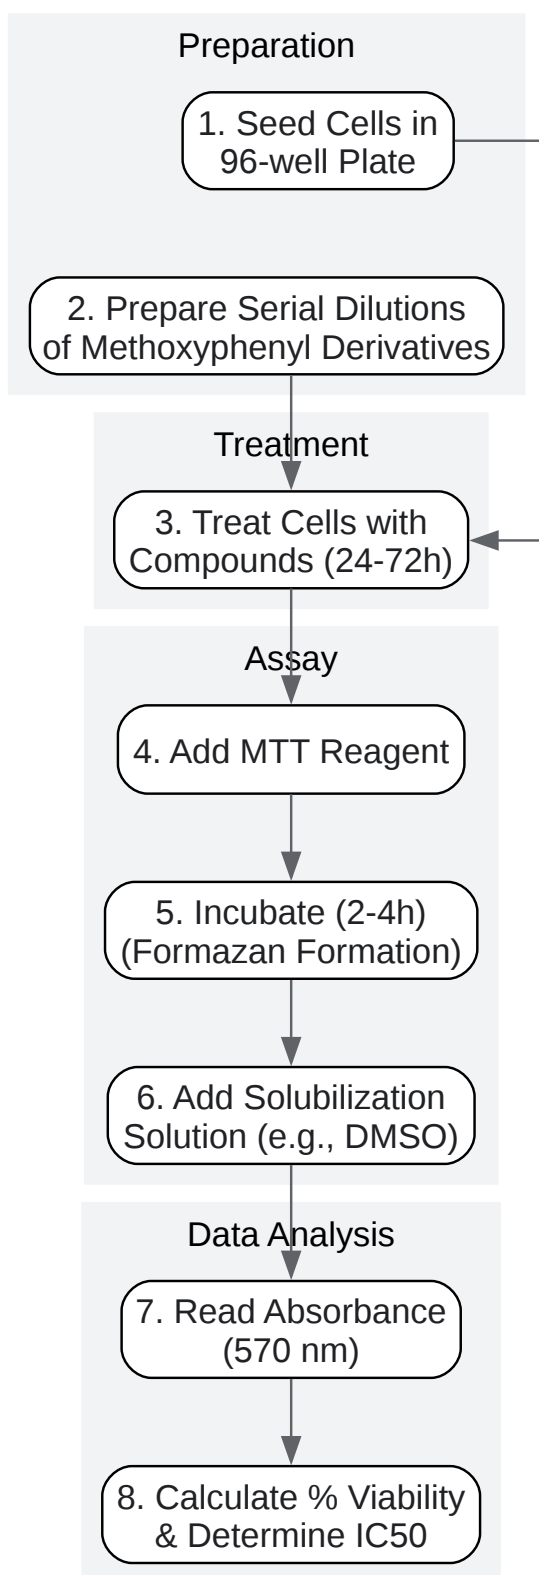 Preparation
1. Seed Cells in
96-well Plate
2. Prepare Serial Dilutions
of Methoxyphenyl Derivatives
Treatment
3. Treat Cells with
Compounds (24-72h)
Assay
4. Add MTT Reagent
5. Incubate (2-4h)
(Formazan Formation)
6. Add Solubilization
Solution (e.g., DMSO)
Data Analysis
7. Read Absorbance
(570 nm)
8. Calculate % Viability
& Determine IC50